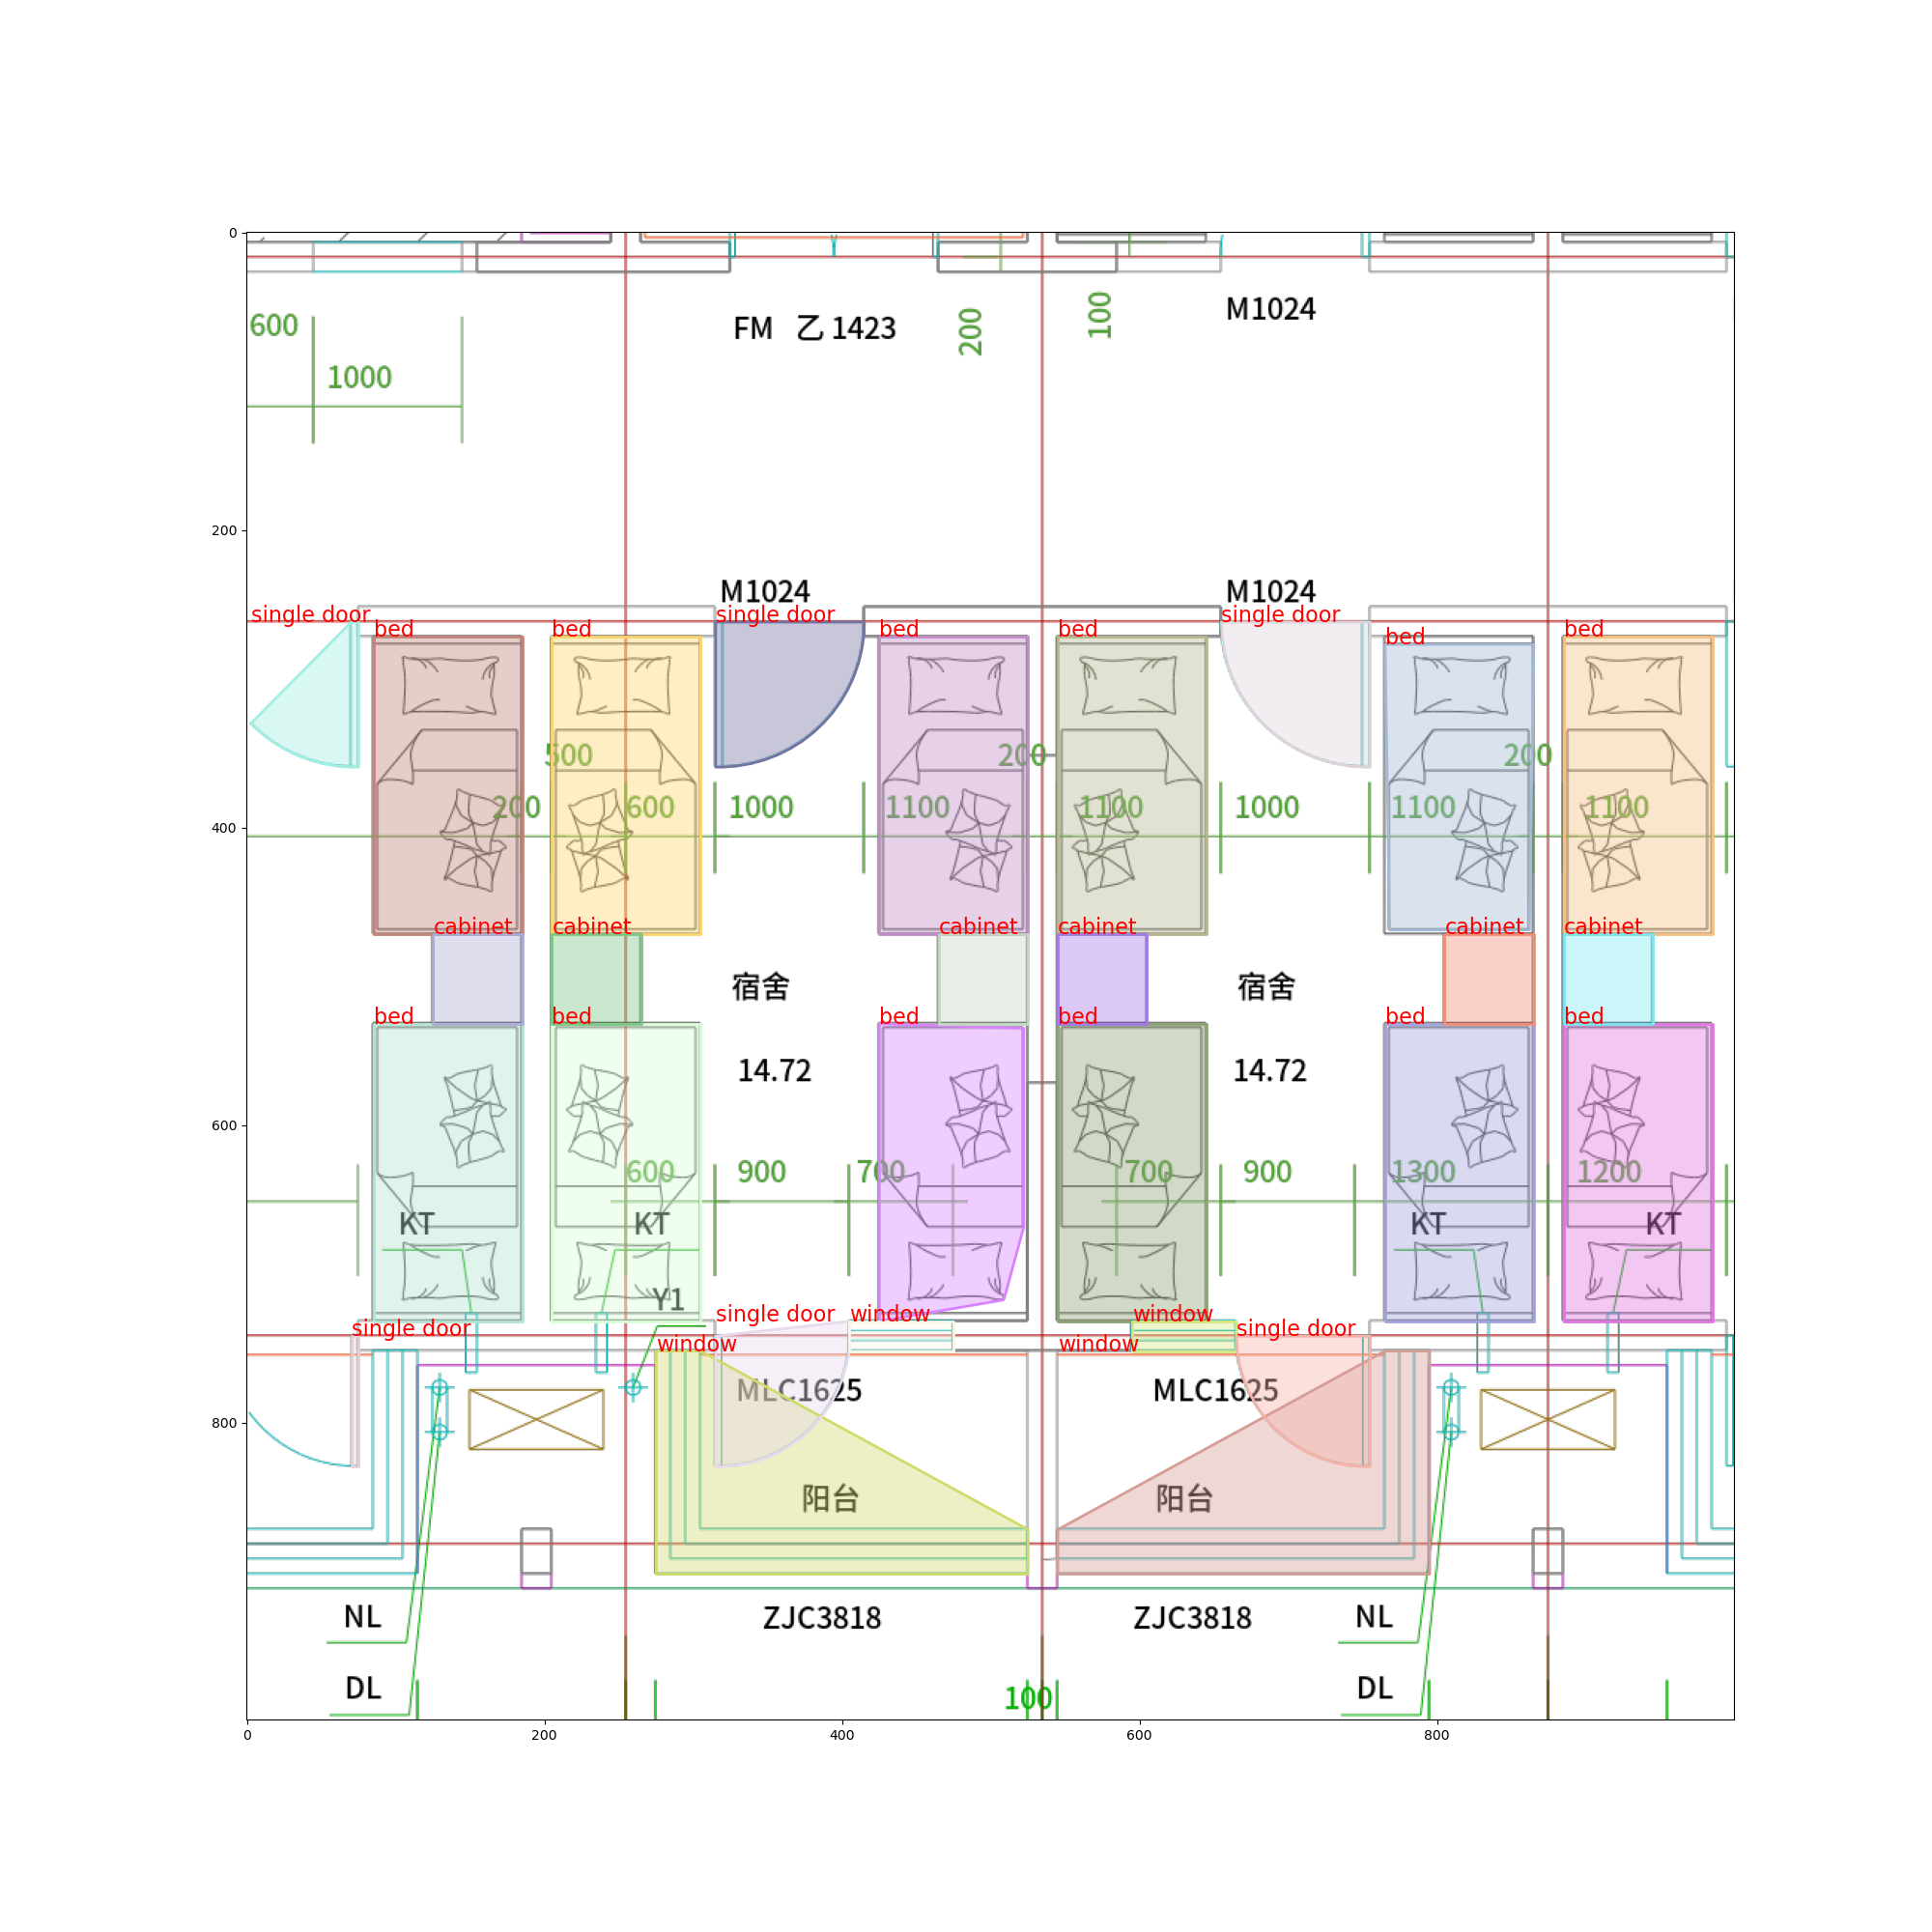 0
600
1000
FM 乙 1423
200
100
M1024
200
M1024
M1024
single door
single door
single door
bed
bed
bed
bed
bed
bed
500
200
200
200
600
1000
1100
1100
1000
1100
1100
400
cabinet
cabinet
cabinet
cabinet
cabinet
cabinet
宿舍
宿舍
bed
bed
bed
bed
bed
bed
14.72
14.72
600
600
900
700
700
900
1300
1200
KT
KT
KT
KT
Y1
single door
single door
window
window
single door
window
window
MLC1625
MLC1625
800
阳台
阳台
NL
ZJC3818
ZJC3818
NL
DL
100
DL
0
200
400
600
800